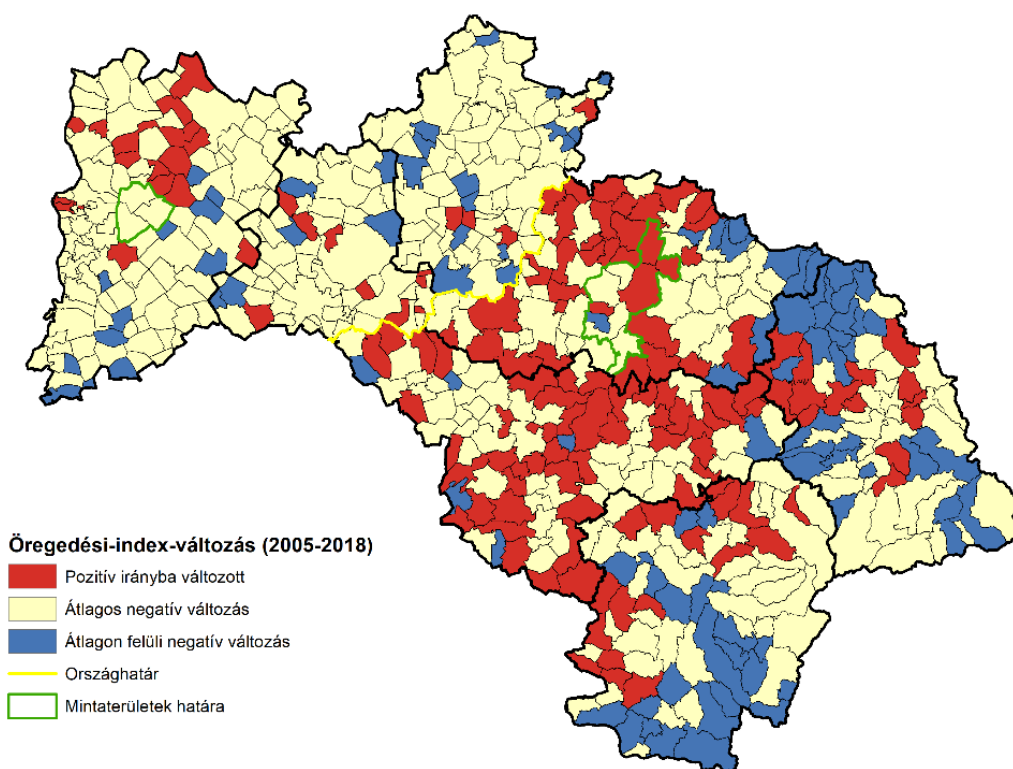 Öregedési-index-változás (2005-2018)
Pozitív irányba változott
Átlagos negatív változás
Átlagon felüli negatív változás
Országhatár
Mintaterületek határa